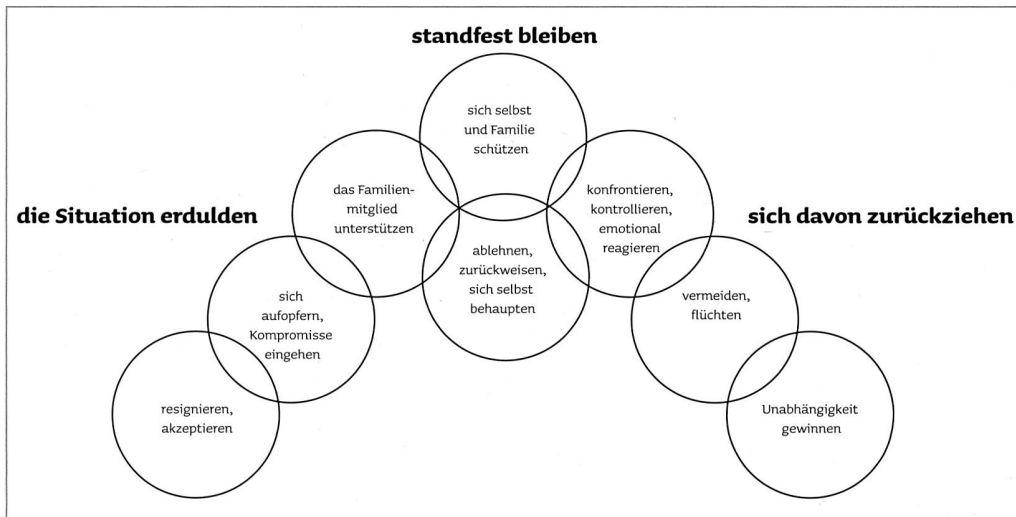 standfest bleiben
sich selbst
und Familie
schützen
das Familien-
mitglied
unterstützen
konfrontieren,
kontrollieren,
emotional
reagieren
die Situation erdulden
sich davon zurückziehen
ablehnen,
zurückweisen,
sich selbst
behaupten
sich
aufopfern,
Kompromisse
eingehen
vermeiden,
flüchten
resignieren,
akzeptieren
Unabhängigkeit
gewinnen